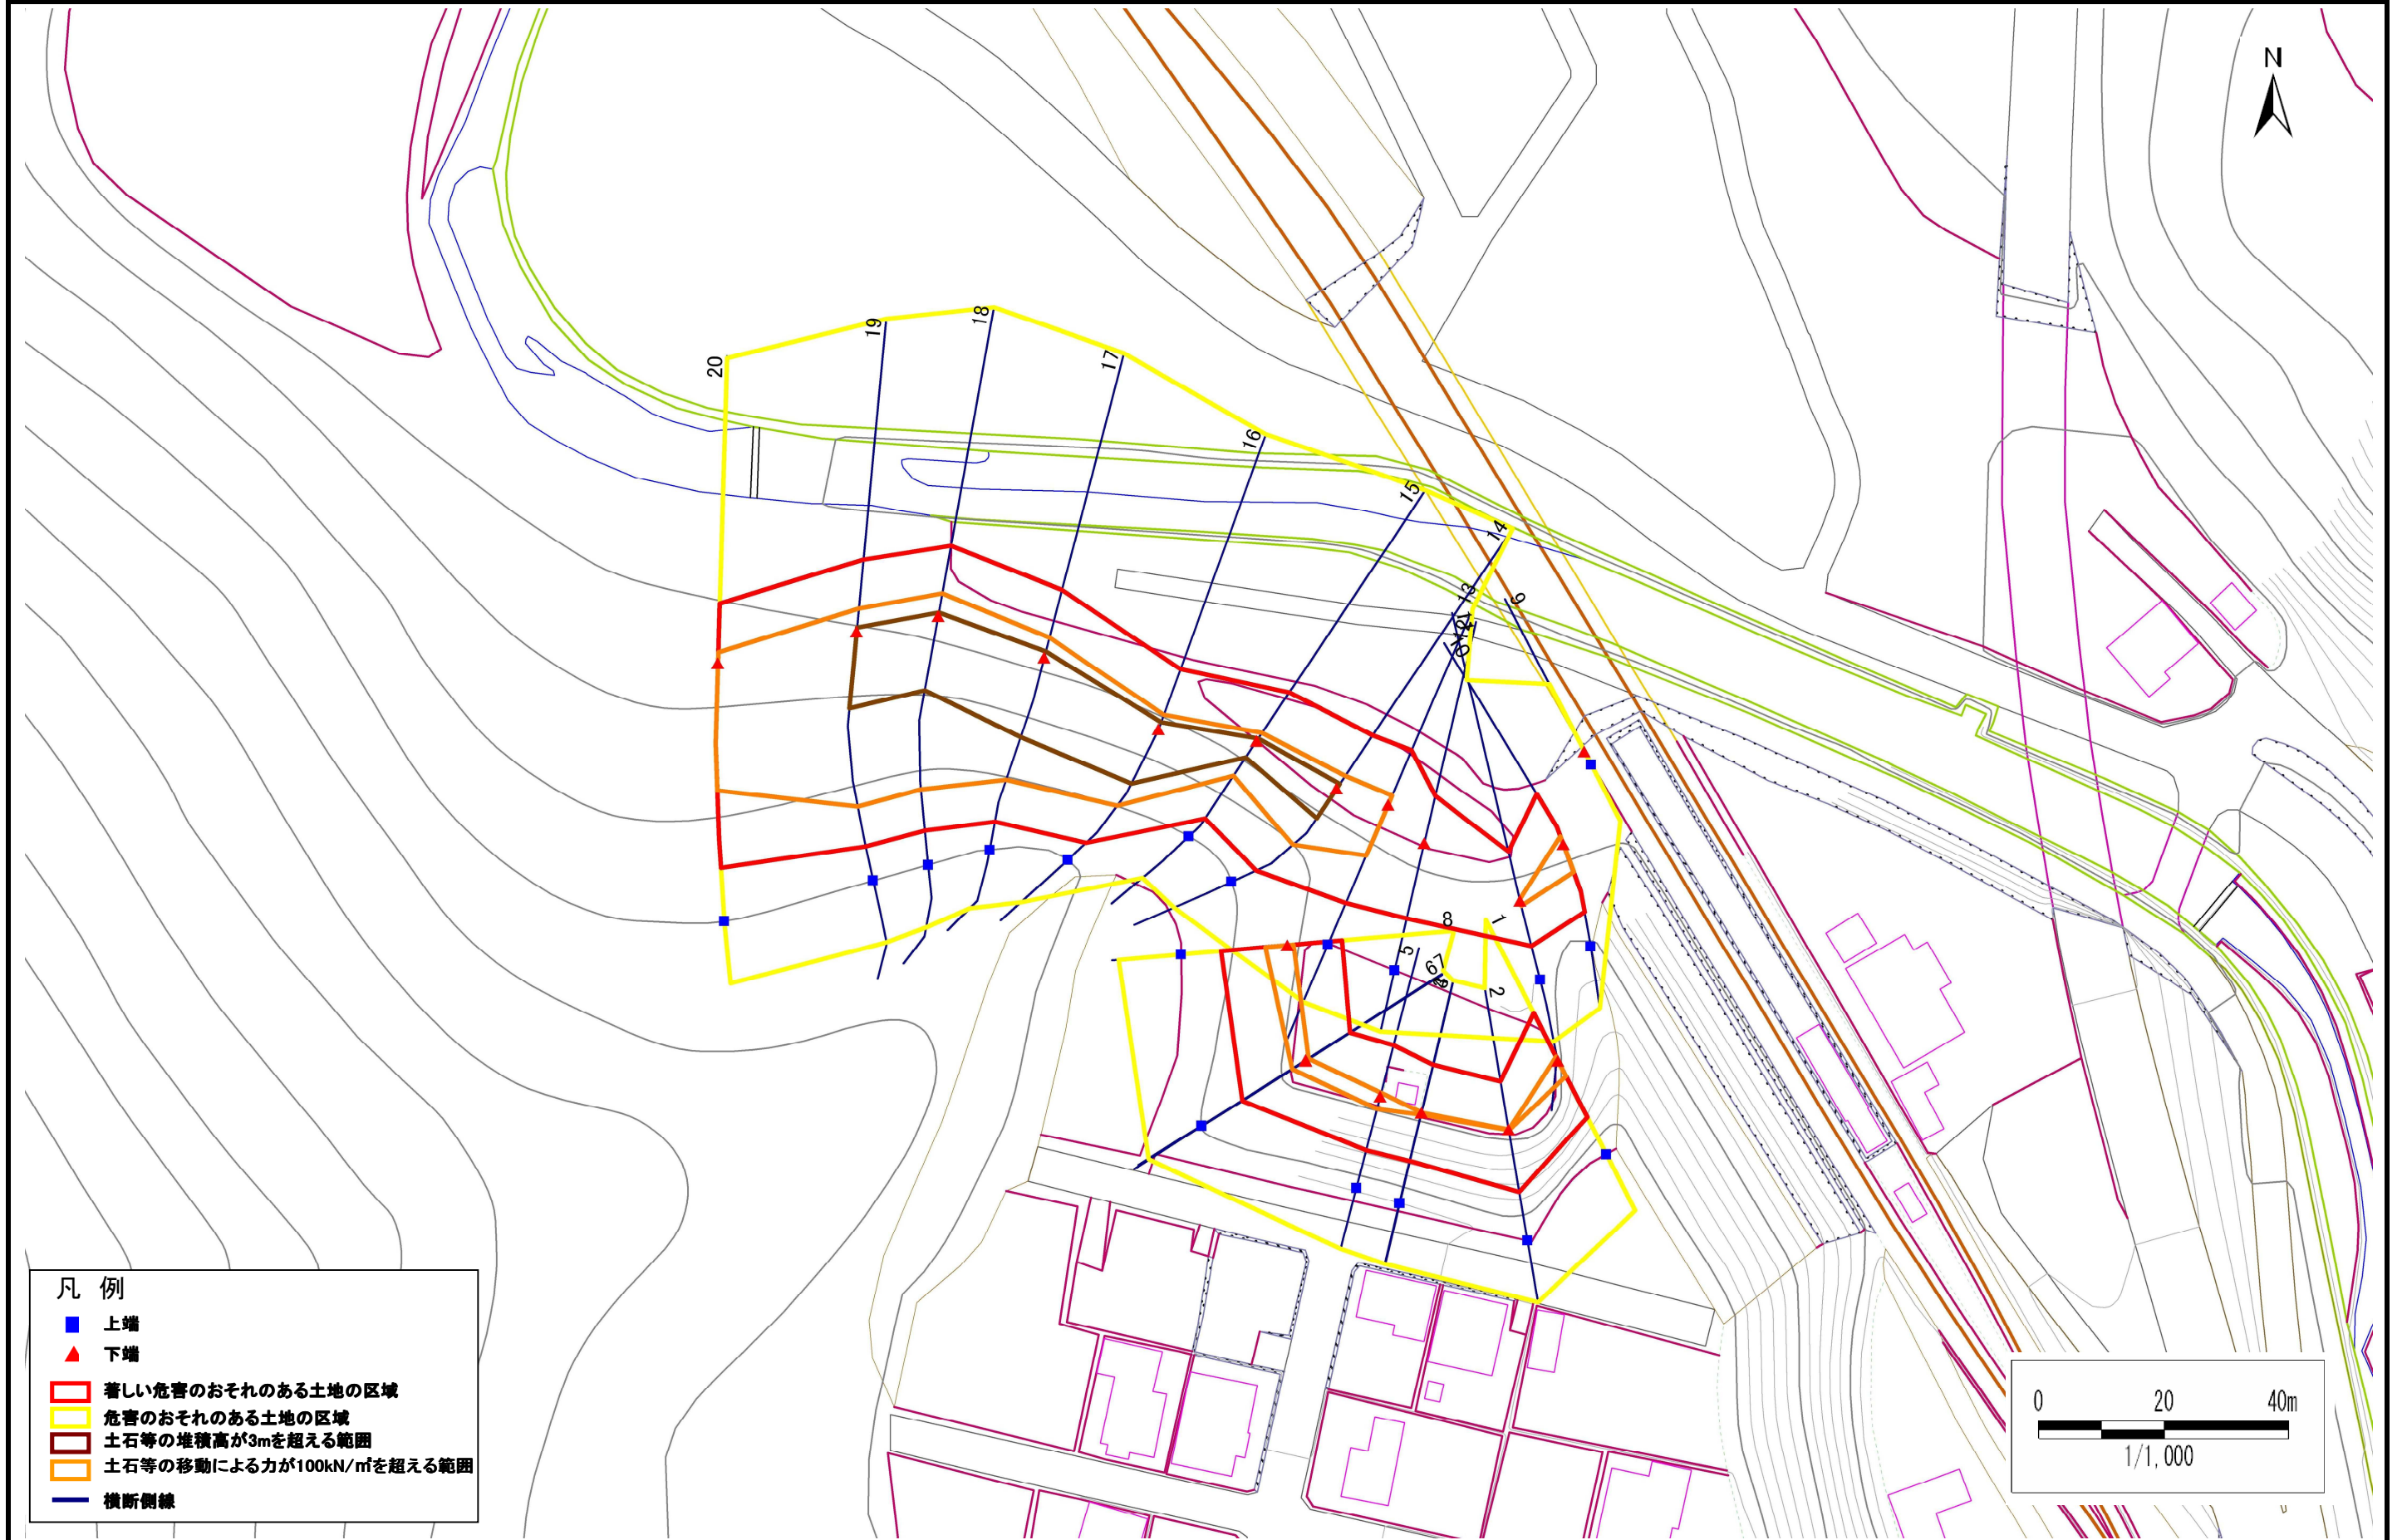 N
18
19
17
20
16
15
14
13
9
8
1
5
67
2
凡 例
上端
下端
著しい危害のおそれのある土地の区域
危害のおそれのある土地の区域
土石等の堆積高が3mを超える範囲
土石等の移動による力が100kN/㎡を超える範囲
横断側線
0 20 40m
1/1,000